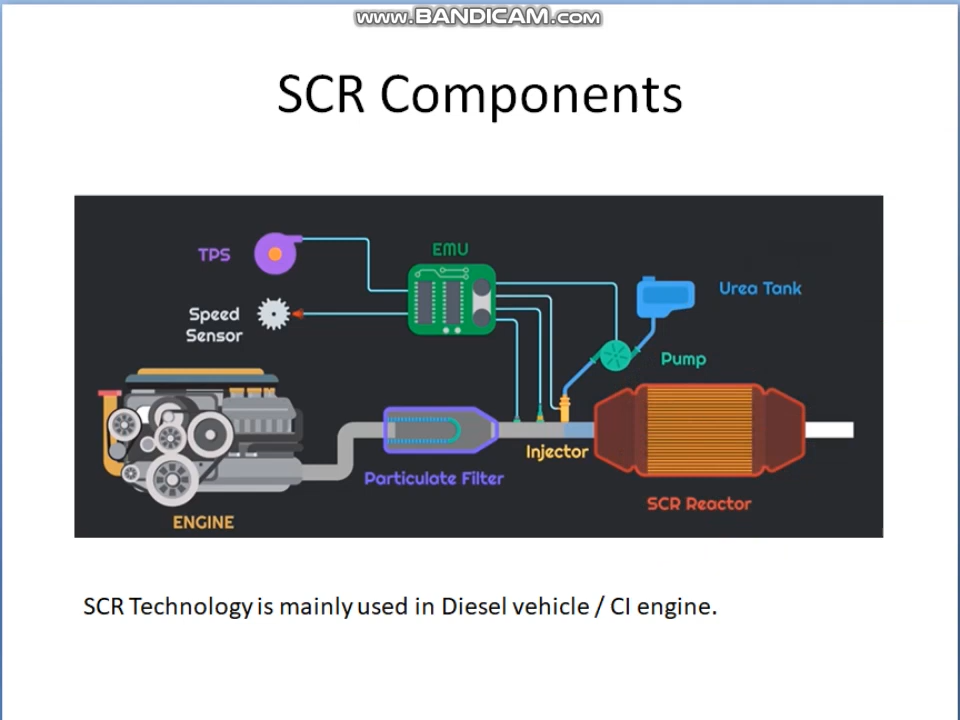 www.BANDICAM.com
SCR Components
TPS
EMU
Urea Tank
Speed
Sensor
Pump
Injector
Particulate Filter
SCR Reactor
ENGINE
SCR Technology is mainly used in Diesel vehicle / CI engine.